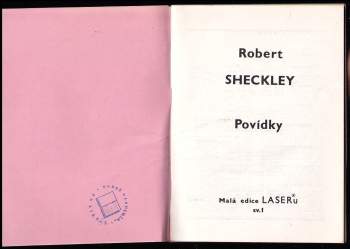 Robert
SHECKLEY
Povídky
Malá edice LASERu
sv.1